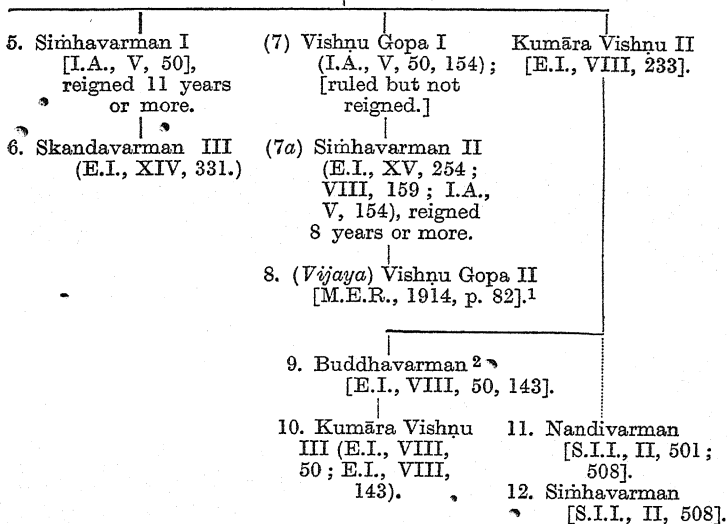 5. Siṁhavarman I
[I.A., V, 50],
reigned 11 years
or more.
6. Skandavarman III
(E.I., XIV, 331.)
(7) Vishṇu Gopa I
(I.A., V, 50, 154);
[ruled but not
reigned.]
(7a) Siṁhavarman II
(E.I., XV, 254;
VIII, 159; I.A.,
V, 154), reigned
8 years or more.
8. (Vijaya) Vishṇu Gopa II
[M.E.R., 1914, p. 82].1
Kumāra Vishṇu II
[E.I., VIII, 233].
9. Buddhavarman 2
[E.I., VIII, 50, 143].
10. Kumāra Vishṇu
III (E.I., VIII,
50; E.I., VIII,
143).
11. Nandivarman
[S.I.I., II, 501;
508].
12. Siṁhavarman
[S.I.I., II, 508].